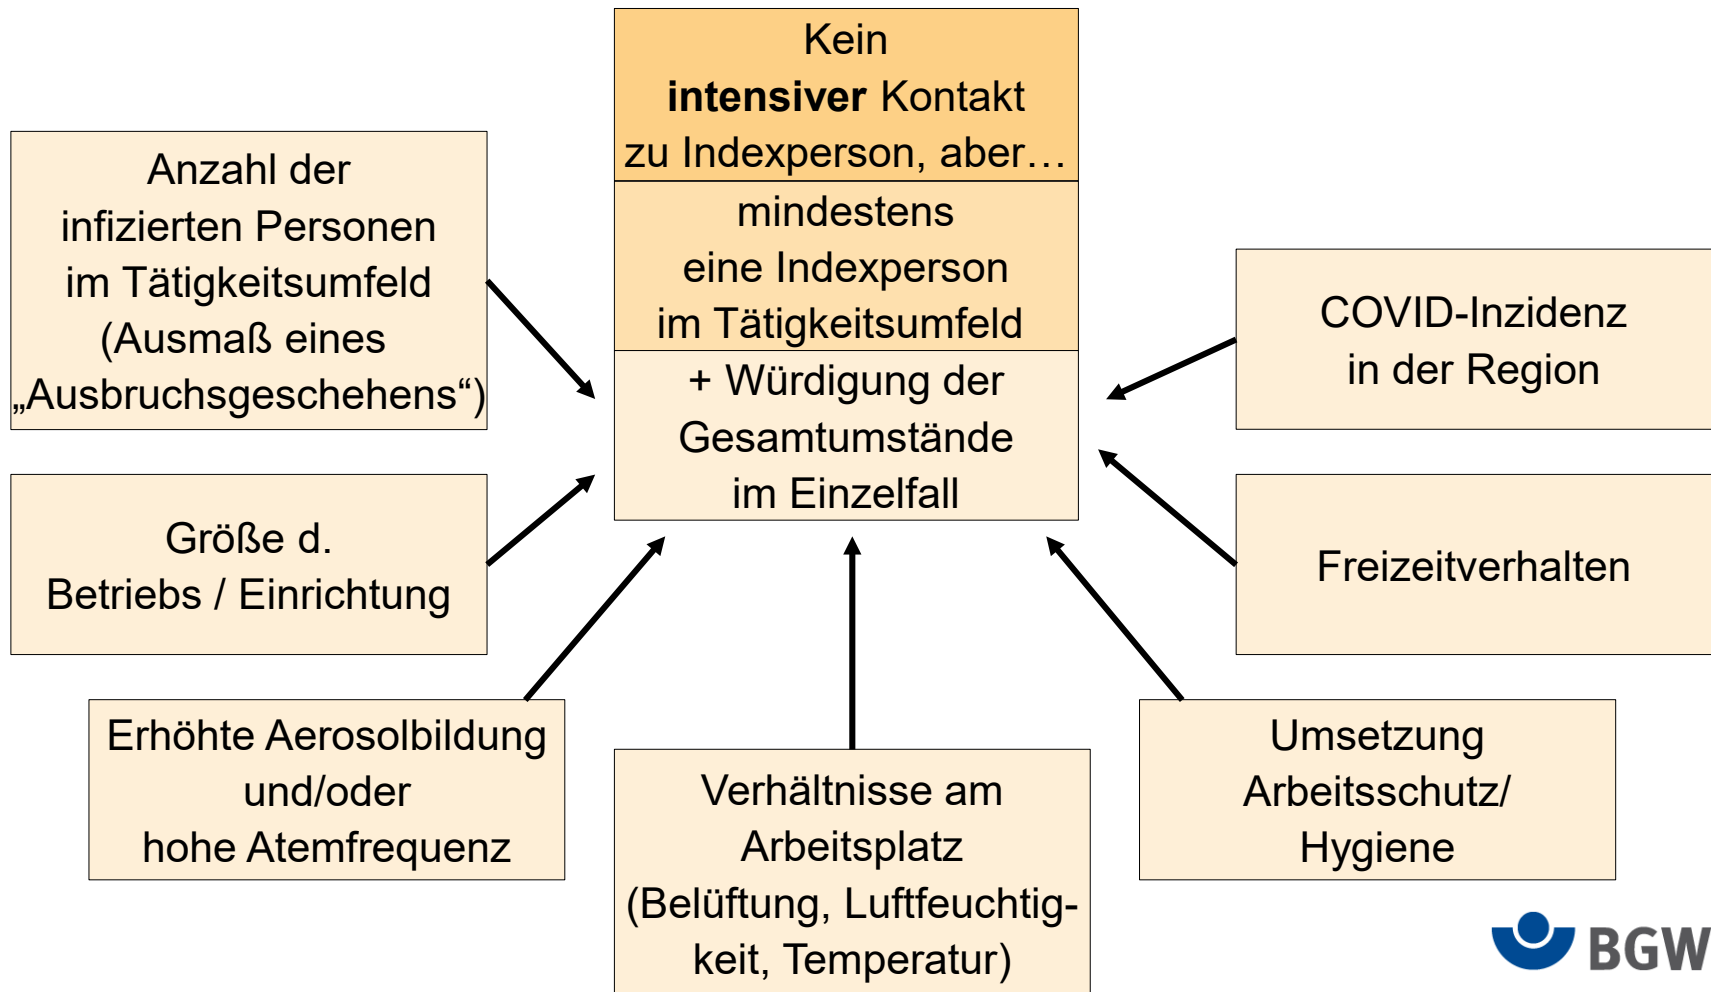 Kein
intensiver Kontakt
zu Indexperson, aber…
mindestens
eine Indexperson
im Tätigkeitsumfeld
+ Würdigung der
Gesamtumstände
im Einzelfall
Anzahl der
infizierten Personen
im Tätigkeitsumfeld
(Ausmaß eines
„Ausbruchsgeschehens“)
COVID-Inzidenz
in der Region
Größe d.
Betriebs / Einrichtung
Freizeitverhalten
Erhöhte Aerosolbildung
und/oder
hohe Atemfrequenz
Verhältnisse am
Arbeitsplatz
(Belüftung, Luftfeuchtig-
keit, Temperatur)
Umsetzung
Arbeitsschutz/
Hygiene
BGW